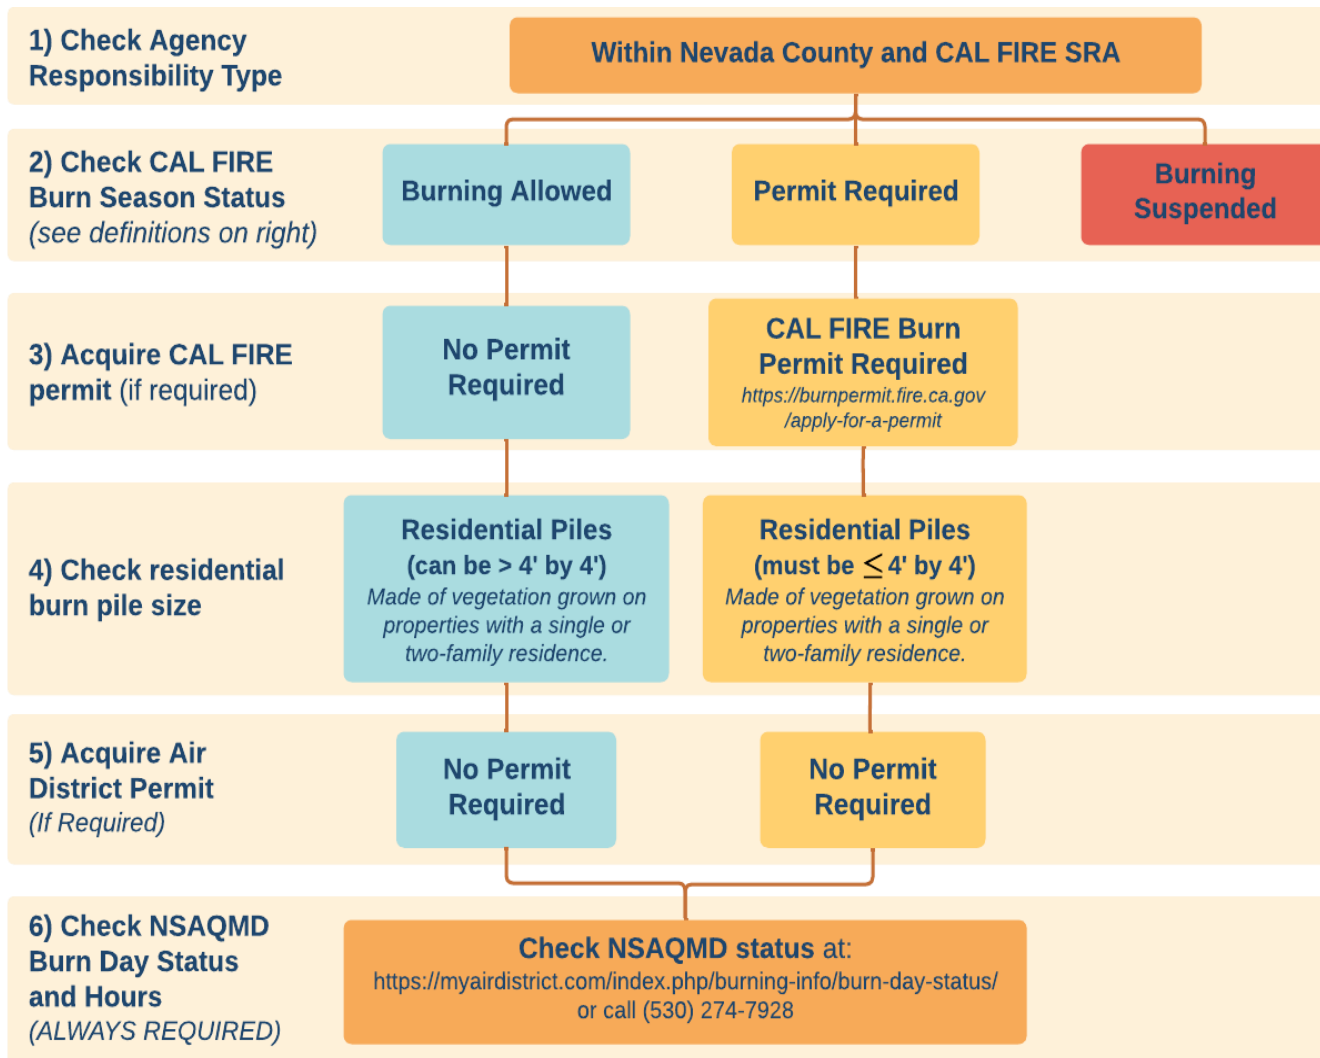 1) Check Agency
Responsibility Type
Within Nevada County and CAL FIRE SRA
2) Check CAL FIRE
Burn Season Status
(see definitions on right)
Burning Allowed
Permit Required
Burning
Suspended
3) Acquire CAL FIRE
permit (if required)
No Permit
Required
CAL FIRE Burn
Permit Required
https://burnpermit.fire.ca.gov
/apply-for-a-permit
4) Check residential
burn pile size
Residential Piles
(can be > 4' by 4')
Made of vegetation grown on
properties with a single or
two-family residence.
Residential Piles
(must be ≤ 4' by 4')
Made of vegetation grown on
properties with a single or
two-family residence.
5) Acquire Air
District Permit
(If Required)
No Permit
Required
No Permit
Required
6) Check NSAQMD
Burn Day Status
and Hours
(ALWAYS REQUIRED)
Check NSAQMD status at:
https://myairdistrict.com/index.php/burning-info/burn-day-status/
or call (530) 274-7928